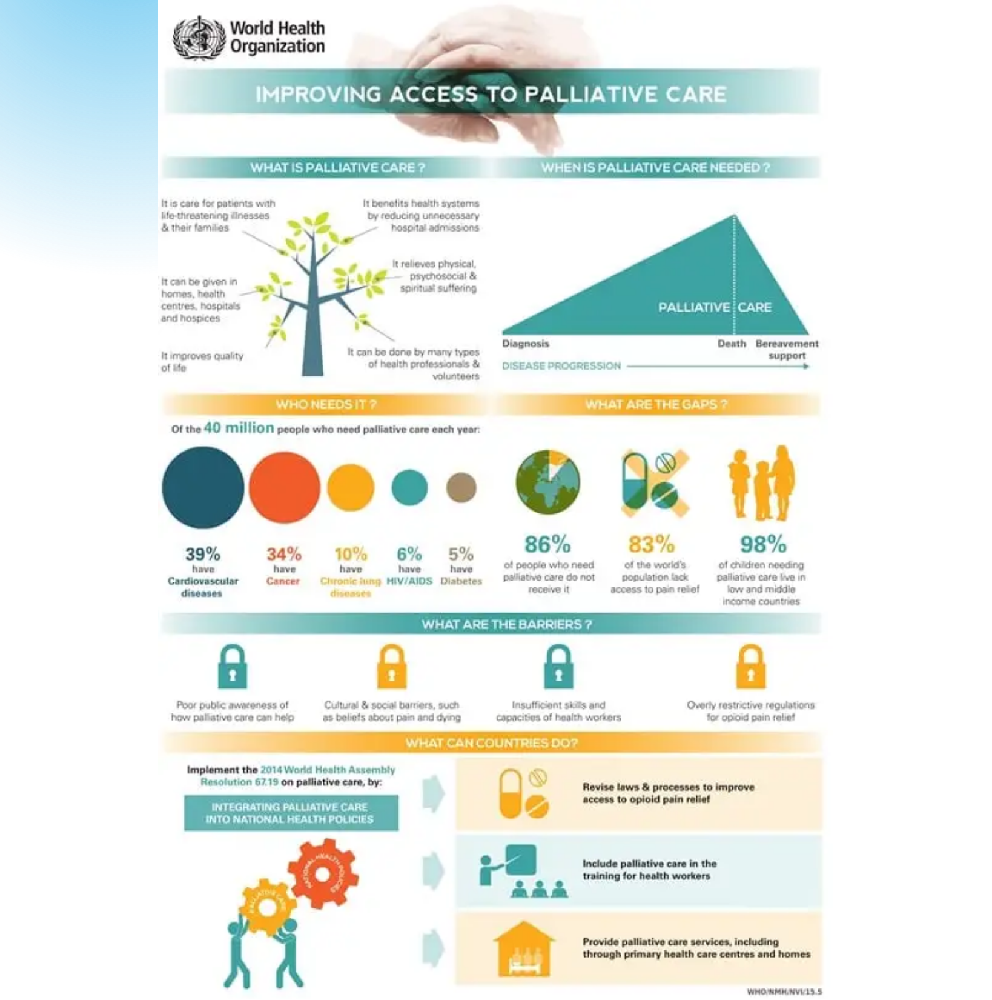 World Health
Organization
IMPROVING ACCESS TO PALLIATIVE CARE
WHAT IS PALLIATIVE CARE ?
It is care for patients with
life-threatening illnesses
& their families
It benefits health systems
by reducing unnecessary
hospital admissions
It relieves physical,
psychosocial &
spiritual suffering
It can be given in
homes, health
centres, hospitals
and hospices
It improves quality
of life
It can be done by many types
of health professionals &
volunteers
WHEN IS PALLIATIVE CARE NEEDED ?
PALLIATIVE CARE
Diagnosis
Death
Bereavement
support
DISEASE PROGRESSION
WHO NEEDS IT ?
Of the 40 million people who need palliative care each year:
39%
have
Cardiovascular
diseases
34%
have
Cancer
10%
have
Chronic lung
diseases
6%
have
HIV/AIDS
5%
have
Diabetes
WHAT ARE THE GAPS ?
86%
of people who need
palliative care do not
receive it
83%
of the world's
population lack
access to pain relief
98%
of children needing
palliative care live in
low and middle
income countries
WHAT ARE THE BARRIERS ?
Poor public awareness of
how palliative care can help
Cultural & social barriers, such
as beliefs about pain and dying
Insufficient skills and
capacities of health workers
Overly restrictive regulations
for opioid pain relief
WHAT CAN COUNTRIES DO?
Implement the 2014 World Health Assembly
Resolution 67.19 on palliative care, by:
INTEGRATING PALLIATIVE CARE
INTO NATIONAL HEALTH POLICIES
NATIONAL HEALTH POLICIES
PALLIATIVE CARE
Revise laws & processes to improve
access to opioid pain relief
Include palliative care in the
training for health workers
Provide palliative care services, including
through primary health care centres and homes
WHO/NMH/NVI/15.5